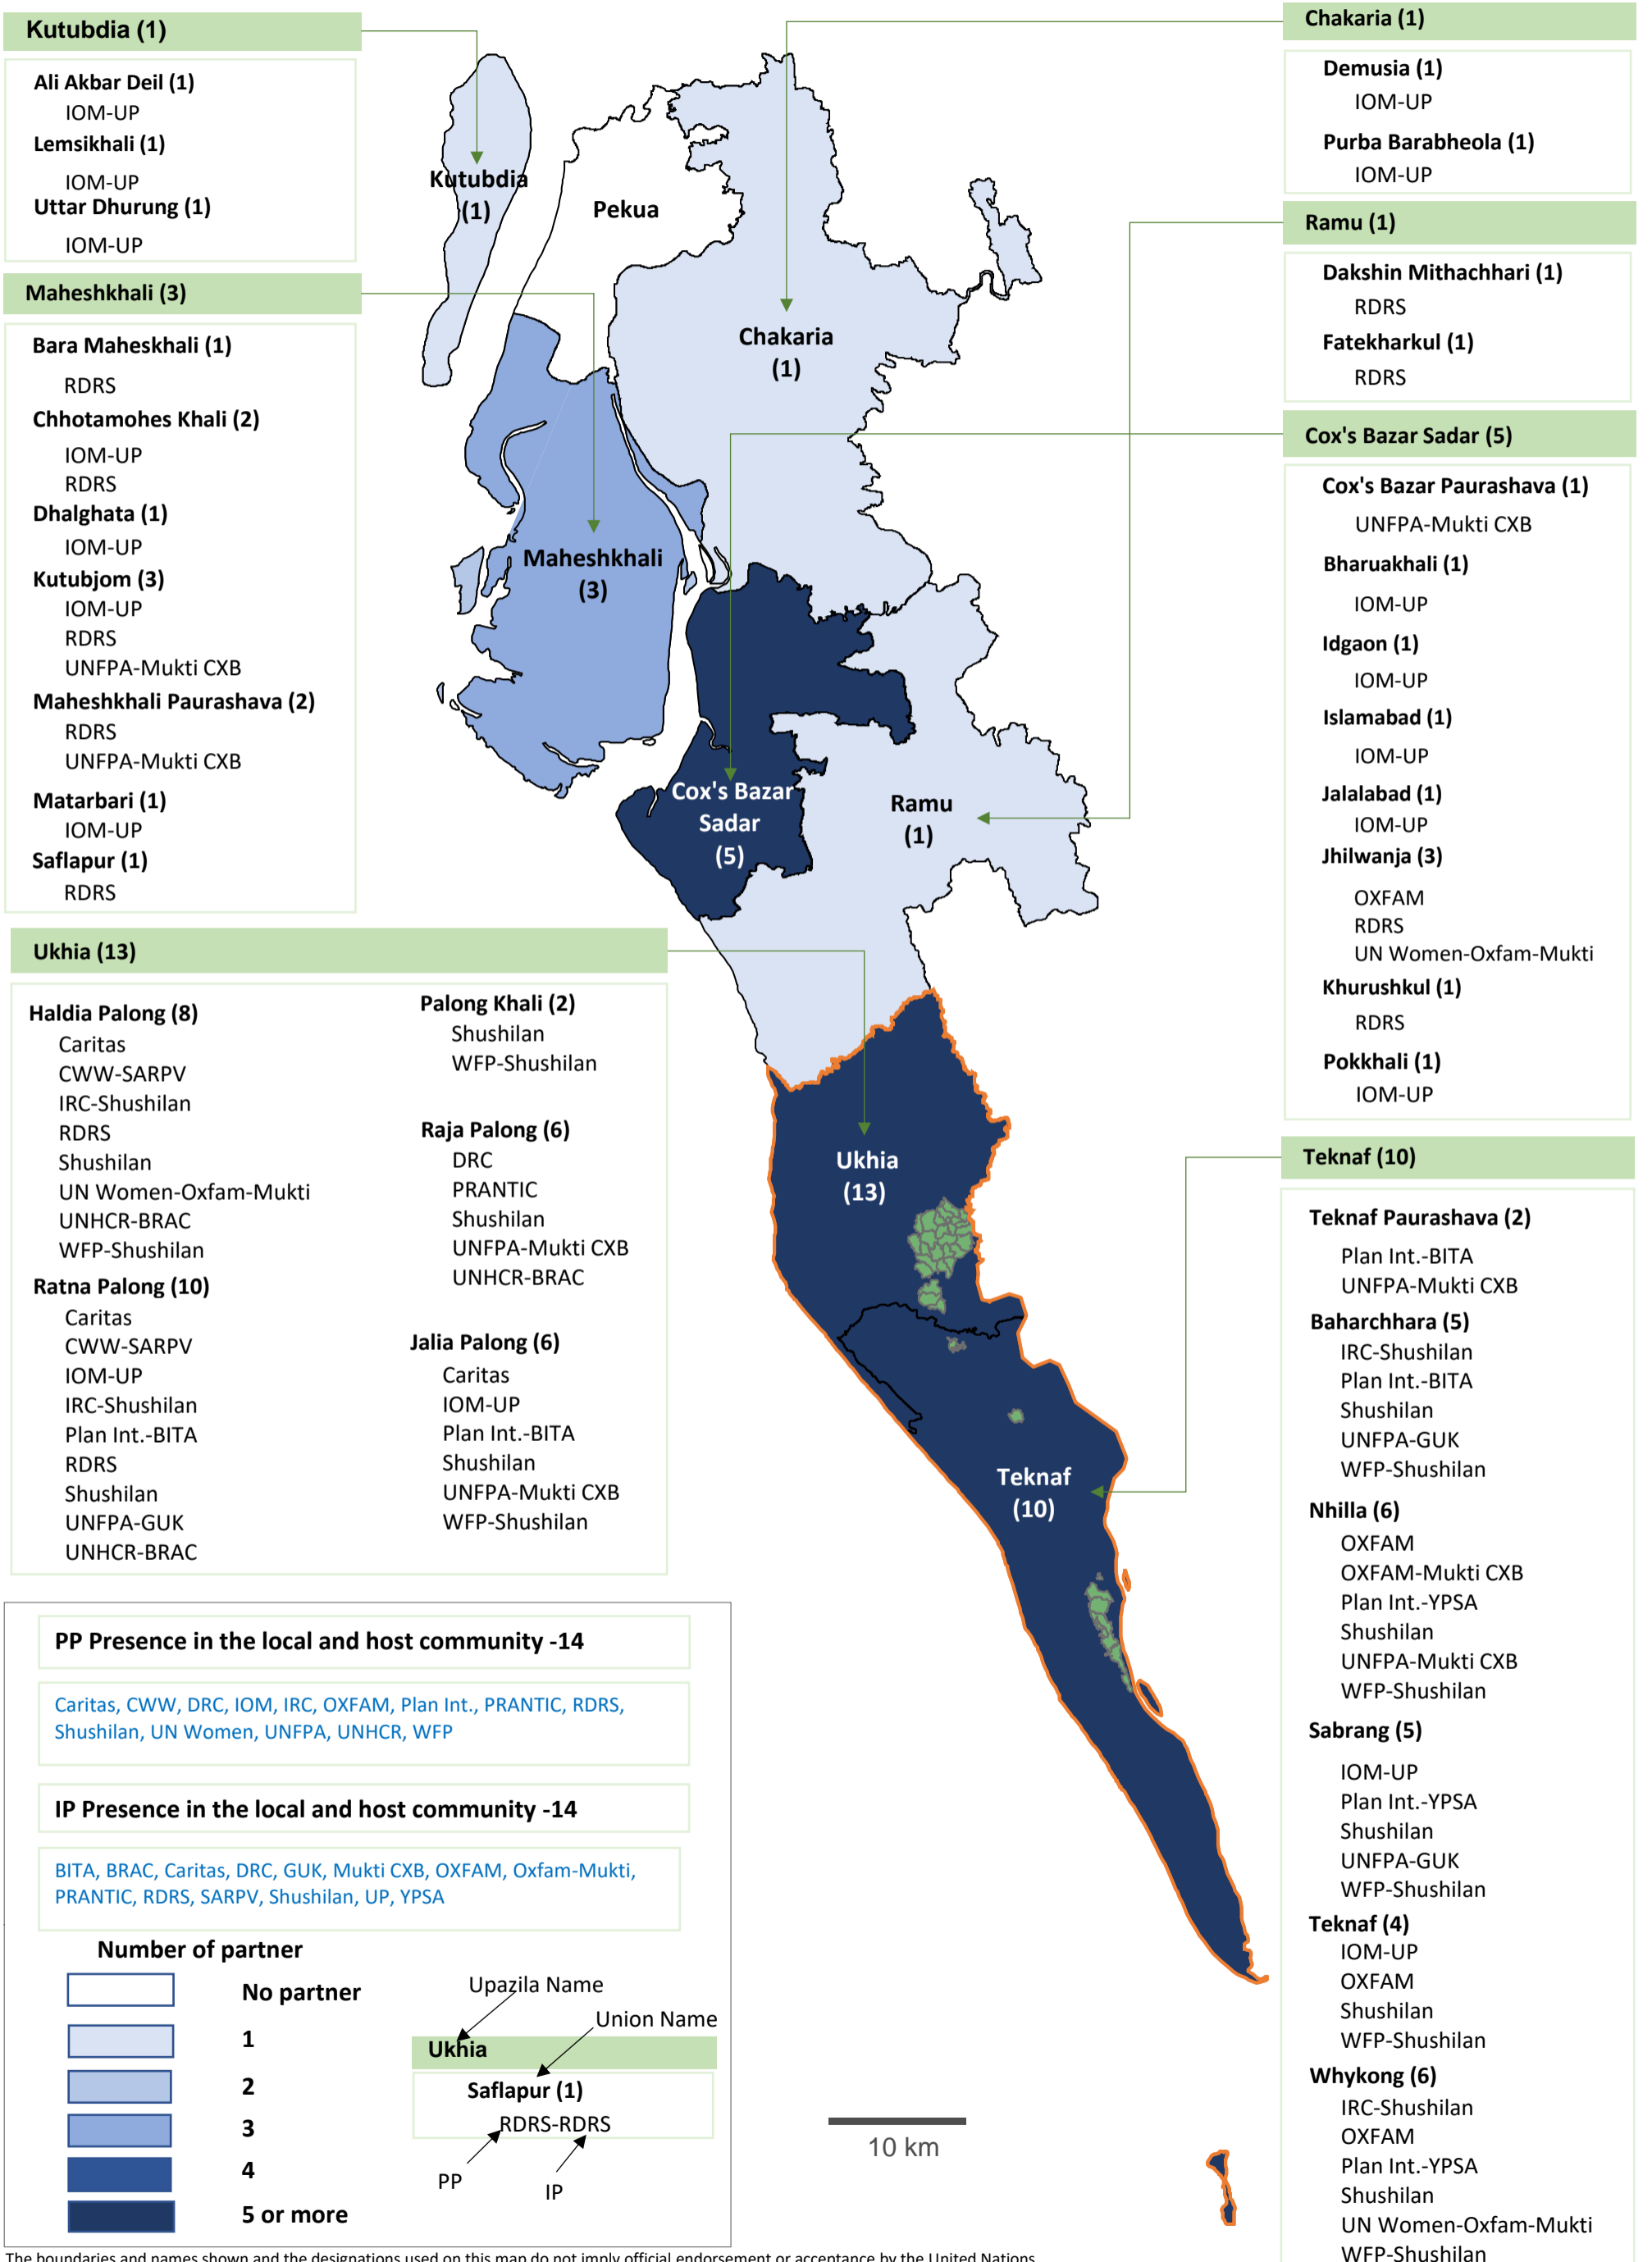 Kutubdia (1)
Ali Akbar Deil (1)
IOM-UP
Lemsikhali (1)
IOM-UP
Uttar Dhurung (1)
IOM-UP
Maheshkhali (3)
Bara Maheskhali (1)
RDRS
Chhotamohes Khali (2)
IOM-UP
RDRS
Dhalghata (1)
IOM-UP
Kutubjom (3)
IOM-UP
RDRS
UNFPA-Mukti CXB
Maheshkhali Paurashava (2)
RDRS
UNFPA-Mukti CXB
Matarbari (1)
IOM-UP
Saflapur (1)
RDRS
Ukhia (13)
Haldia Palong (8)
Caritas
CWW-SARPV
IRC-Shushilan
RDRS
Shushilan
UN Women-Oxfam-Mukti
UNHCR-BRAC
WFP-Shushilan
Ratna Palong (10)
Caritas
CWW-SARPV
IOM-UP
IRC-Shushilan
Plan Int.-BITA
RDRS
Shushilan
UNFPA-GUK
UNHCR-BRAC
Palong Khali (2)
Shushilan
WFP-Shushilan
Raja Palong (6)
DRC
PRANTIC
Shushilan
UNFPA-Mukti CXB
UNHCR-BRAC
Jalia Palong (6)
Caritas
IOM-UP
Plan Int.-BITA
Shushilan
UNFPA-Mukti CXB
WFP-Shushilan
Kutubdia
(1)
Pekua
Chakaria
(1)
Maheshkhali
(3)
Cox's Bazar
Sadar
(5)
Ramu
(1)
Ukhia
(13)
Teknaf
(10)
Chakaria (1)
Demusia (1)
IOM-UP
Purba Barabheola (1)
IOM-UP
Ramu (1)
Dakshin Mithachhari (1)
RDRS
Fatekharkul (1)
RDRS
Cox's Bazar Sadar (5)
Cox's Bazar Paurashava (1)
UNFPA-Mukti CXB
Bharuakhali (1)
IOM-UP
Idgaon (1)
IOM-UP
Islamabad (1)
IOM-UP
Jalalabad (1)
IOM-UP
Jhilwanja (3)
OXFAM
RDRS
UN Women-Oxfam-Mukti
Khurushkul (1)
RDRS
Pokkhali (1)
IOM-UP
Teknaf (10)
Teknaf Paurashava (2)
Plan Int.-BITA
UNFPA-Mukti CXB
Baharchhara (5)
IRC-Shushilan
Plan Int.-BITA
Shushilan
UNFPA-GUK
WFP-Shushilan
Nhilla (6)
OXFAM
OXFAM-Mukti CXB
Plan Int.-YPSA
Shushilan
UNFPA-Mukti CXB
WFP-Shushilan
Sabrang (5)
IOM-UP
Plan Int.-YPSA
Shushilan
UNFPA-GUK
WFP-Shushilan
Teknaf (4)
IOM-UP
OXFAM
Shushilan
WFP-Shushilan
Whykong (6)
IRC-Shushilan
OXFAM
Plan Int.-YPSA
Shushilan
UN Women-Oxfam-Mukti
WFP-Shushilan
PP Presence in the local and host community -14
Caritas, CWW, DRC, IOM, IRC, OXFAM, Plan Int., PRANTIC, RDRS,
Shushilan, UN Women, UNFPA, UNHCR, WFP
IP Presence in the local and host community -14
BITA, BRAC, Caritas, DRC, GUK, Mukti CXB, OXFAM, Oxfam-Mukti,
PRANTIC, RDRS, SARPV, Shushilan, UP, YPSA
Number of partner
No partner
1
2
3
4
5 or more
Upazila Name
Union Name
Ukhia
Saflapur (1)
RDRS-RDRS
PP
IP
10 km
The boundaries and names shown and the designations used on this map do not imply official endorsement or acceptance by the United Nations